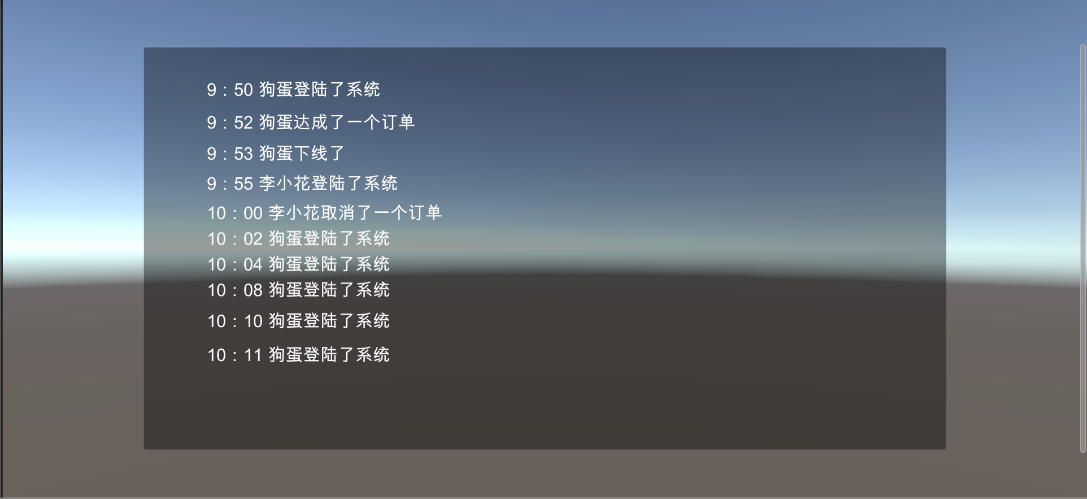 9：50 狗蛋登陆了系统
9：52 狗蛋达成了一个订单
9：53 狗蛋下线了
9：55 李小花登陆了系统
10：00 李小花取消了一个订单
10：02 狗蛋登陆了系统
10：04 狗蛋登陆了系统
10：08 狗蛋登陆了系统
10：10 狗蛋登陆了系统
10：11 狗蛋登陆了系统